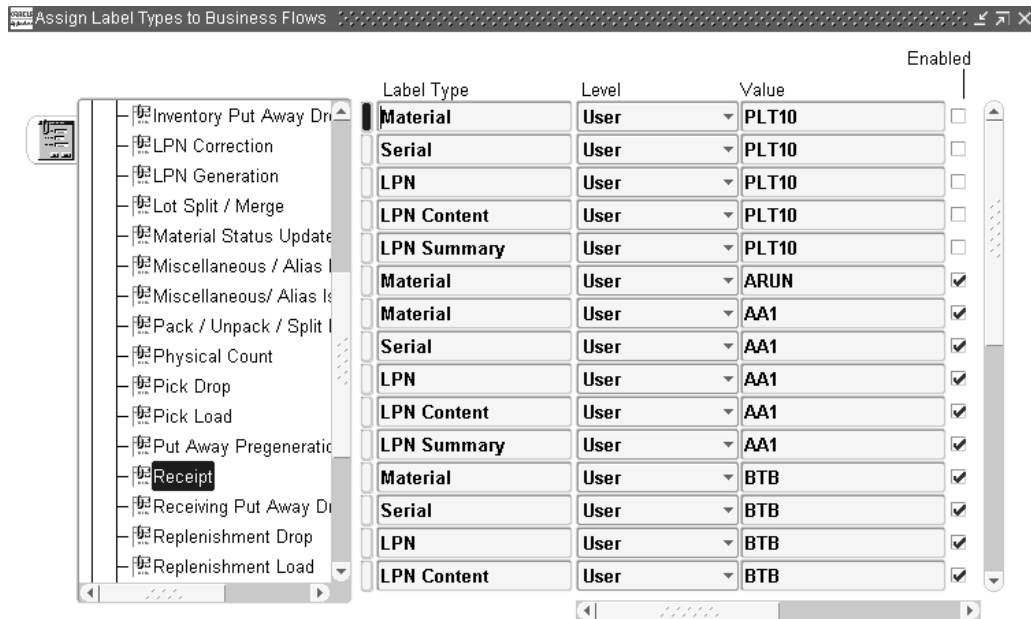 Assign Label Types to Business Flows
Enabled
Label Type Level Value
Inventory Put Away Dr
LPN Correction
LPN Generation
Lot Split / Merge
Material Status Update
Miscellaneous / Alias
Miscellaneous/ Alias Is
Pack / Unpack / Split
Physical Count
Pick Drop
Pick Load
Put Away Pregeneratio
Receipt
Receiving Put Away Dr
Replenishment Drop
Replenishment Load
Material User PLT10
Serial User PLT10
LPN User PLT10
LPN Content User PLT10
LPN Summary User PLT10
Material User ARUN
Material User AA1
Serial User AA1
LPN User AA1
LPN Content User AA1
LPN Summary User AA1
Material User BTB
Serial User BTB
LPN User BTB
LPN Content User BTB